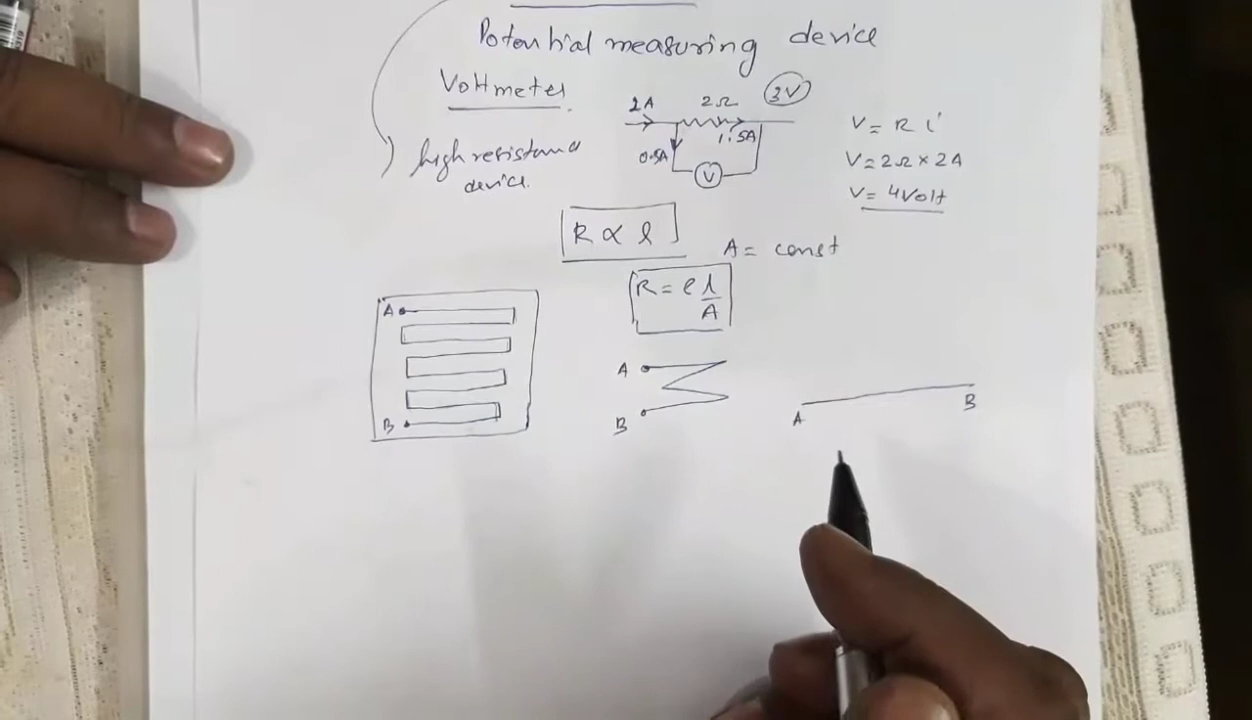 Potential measuring device
Voltmeter
2A 2Ω 3V
0.5A 1.5A
V
V = R i
V = 2Ω × 2A
V = 4Volt
high resistance
device.
R ∝ l
A = const
R = ρ l/A
A
B
A
B
A B